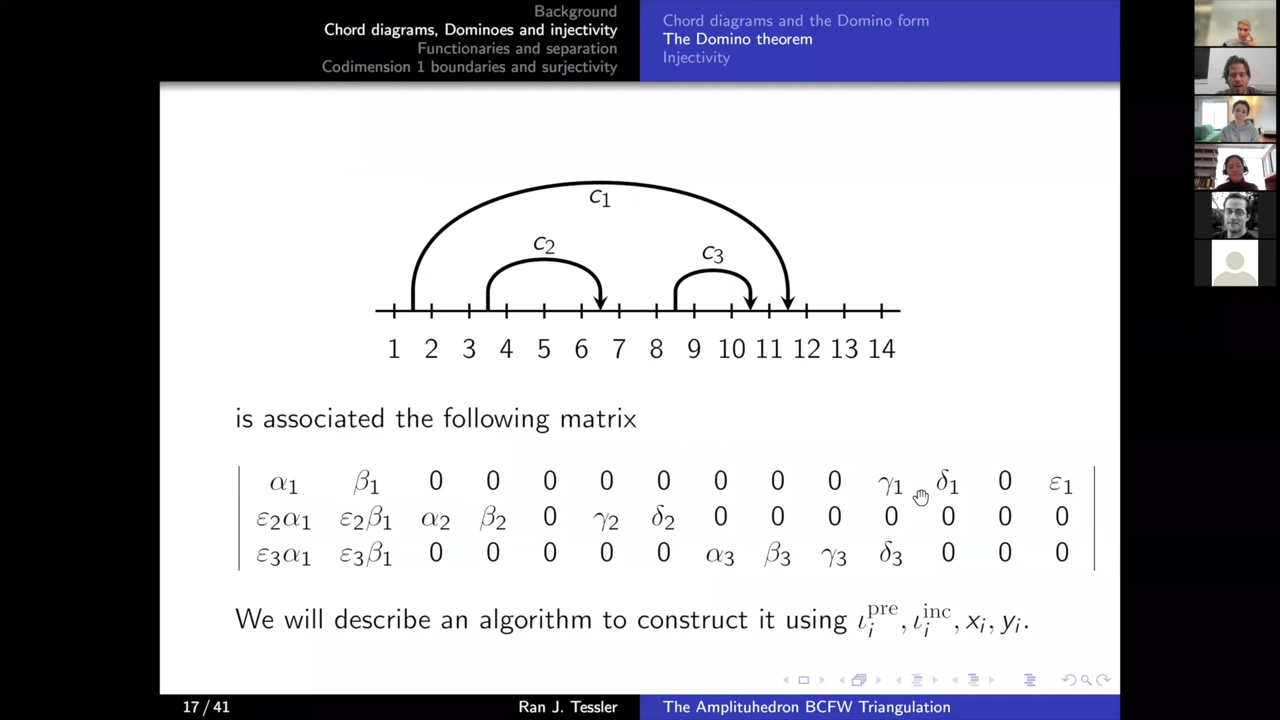 Background
Chord diagrams, Dominoes and injectivity
Functionaries and separation
Codimension 1 boundaries and surjectivity
Chord diagrams and the Domino form
The Domino theorem
Injectivity
c₁
c₂
c₃
1 2 3 4 5 6 7 8 9 10 11 12 13 14
is associated the following matrix
α₁ β₁ 0 0 0 0 0 0 0 0 γ₁ δ₁ 0 ε₁
ε₂α₁ ε₂β₁ α₂ β₂ 0 γ₂ δ₂ 0 0 0 0 0 0 0
ε₃α₁ ε₃β₁ 0 0 0 0 0 α₃ β₃ γ₃ δ₃ 0 0 0
We will describe an algorithm to construct it using ιᵢ^pre, ιᵢ^inc, xᵢ, yᵢ.
17 / 41
Ran J. Tessler
The Amplituhedron BCFW Triangulation